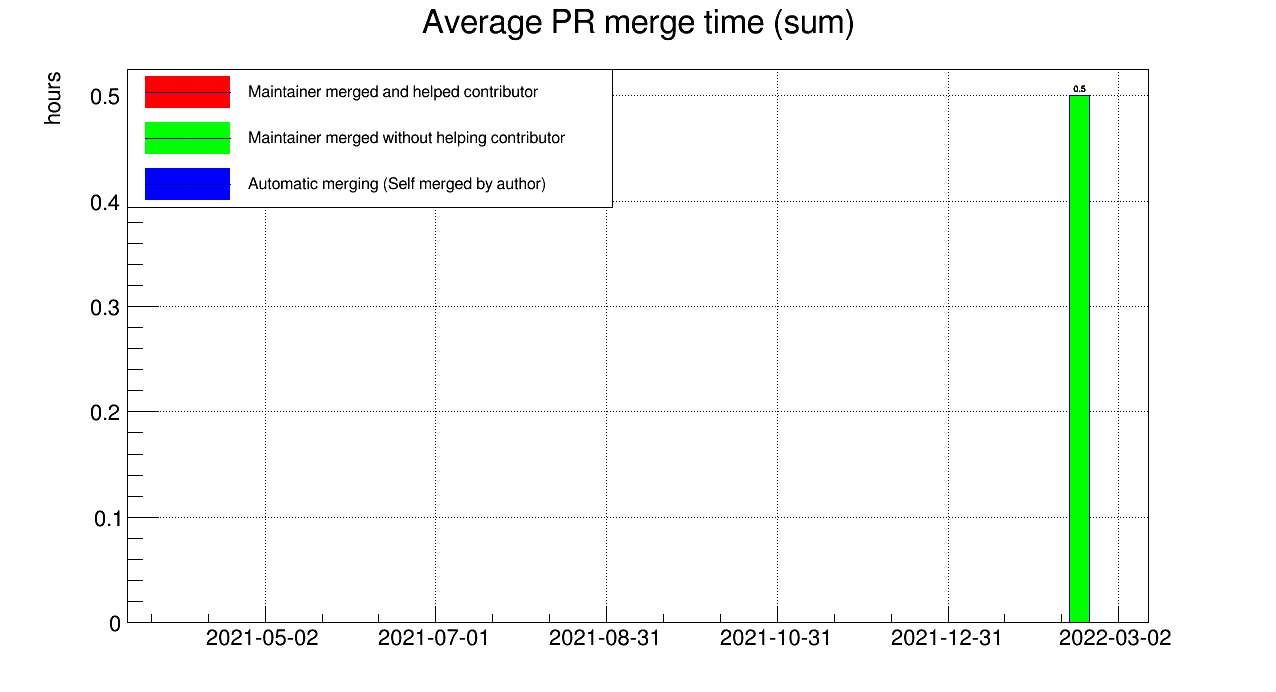 Average PR merge time (sum)
hours
Maintainer merged and helped contributor
Maintainer merged without helping contributor
Automatic merging (Self merged by author)
0.5
0.5
0.4
0.3
0.2
0.1
0
2021-05-02 2021-07-01 2021-08-31 2021-10-31 2021-12-31 2022-03-02